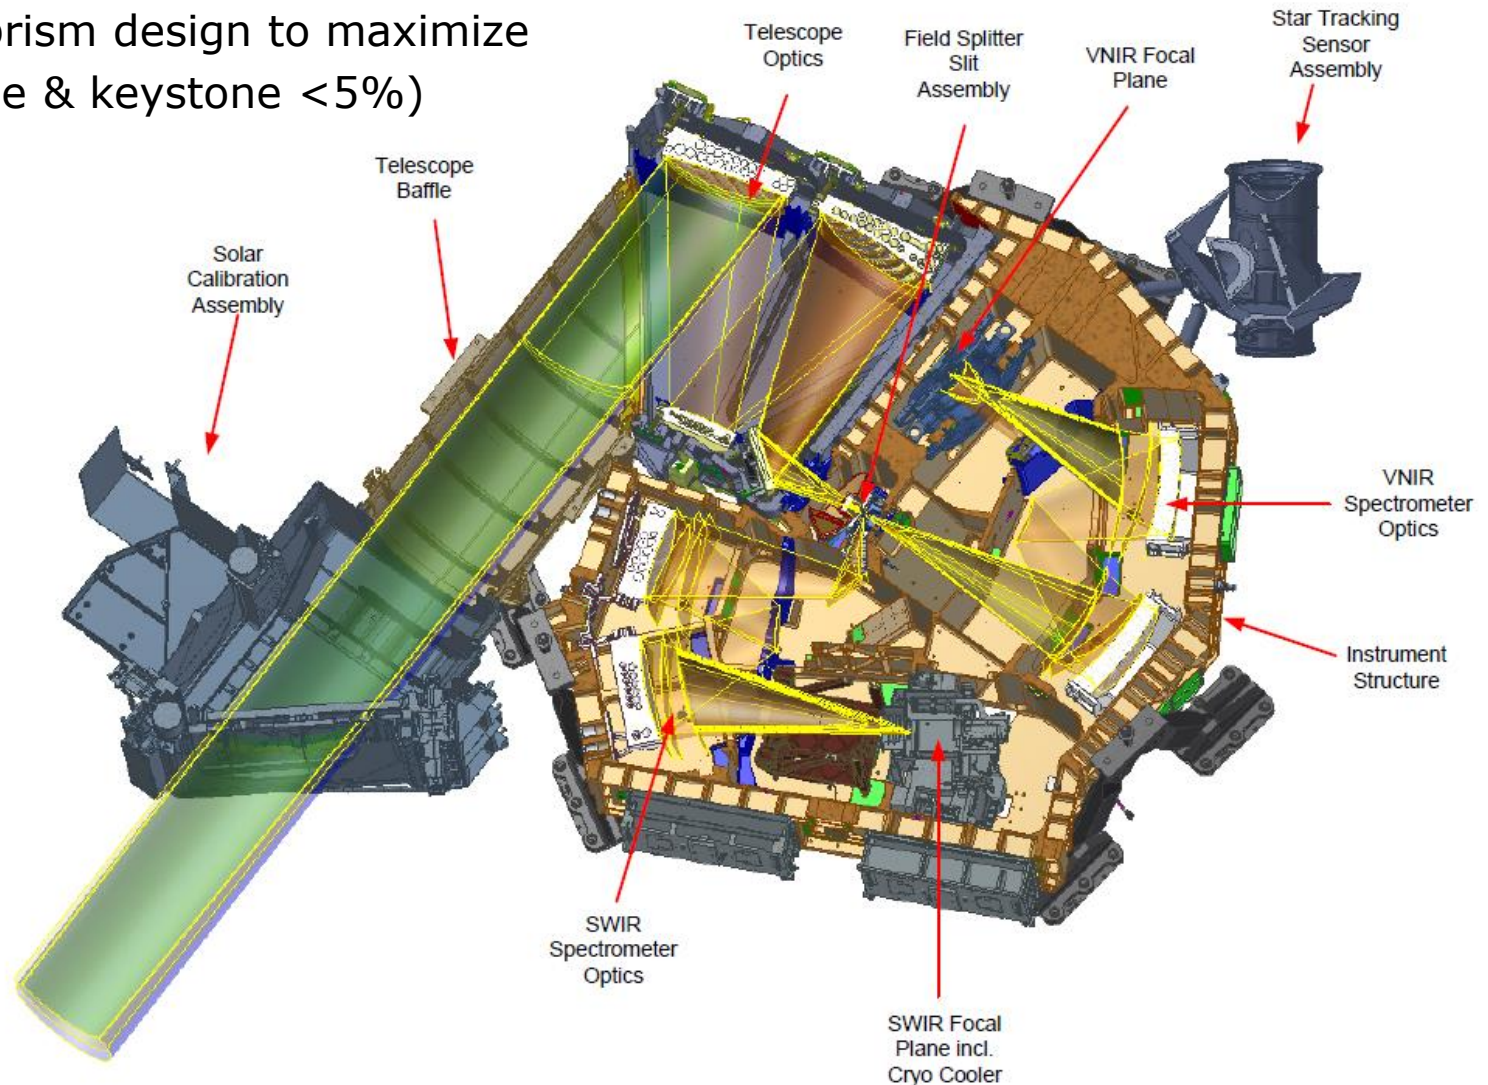 prism design to maximize
e & keystone <5%)
Telescope
Optics
Field Splitter
Slit
Assembly
VNIR Focal
Plane
Star Tracking
Sensor
Assembly
Telescope
Baffle
Solar
Calibration
Assembly
VNIR
Spectrometer
Optics
Instrument
Structure
SWIR
Spectrometer
Optics
SWIR Focal
Plane incl.
Cryo Cooler